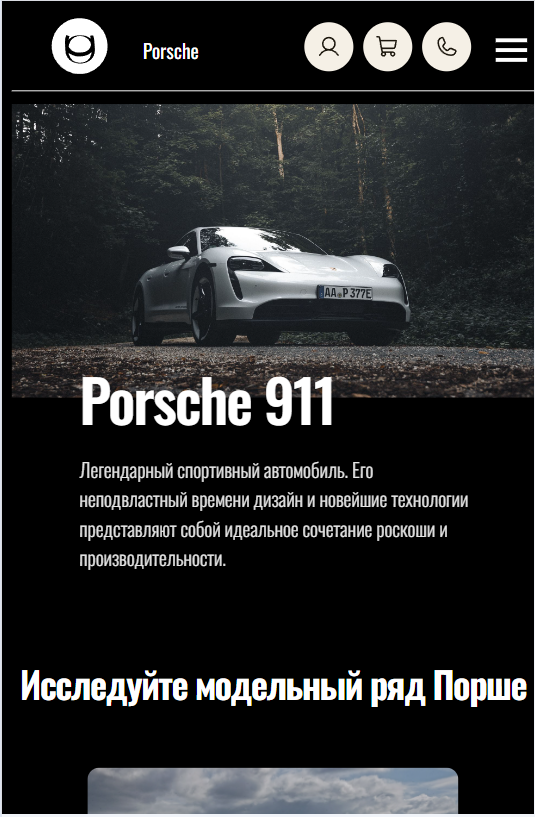 Porsche
AA P 377E
Porsche 911
Легендарный спортивный автомобиль. Его
неподвластный времени дизайн и новейшие технологии
представляют собой идеальное сочетание роскоши и
производительности.
Исследуйте модельный ряд Порше